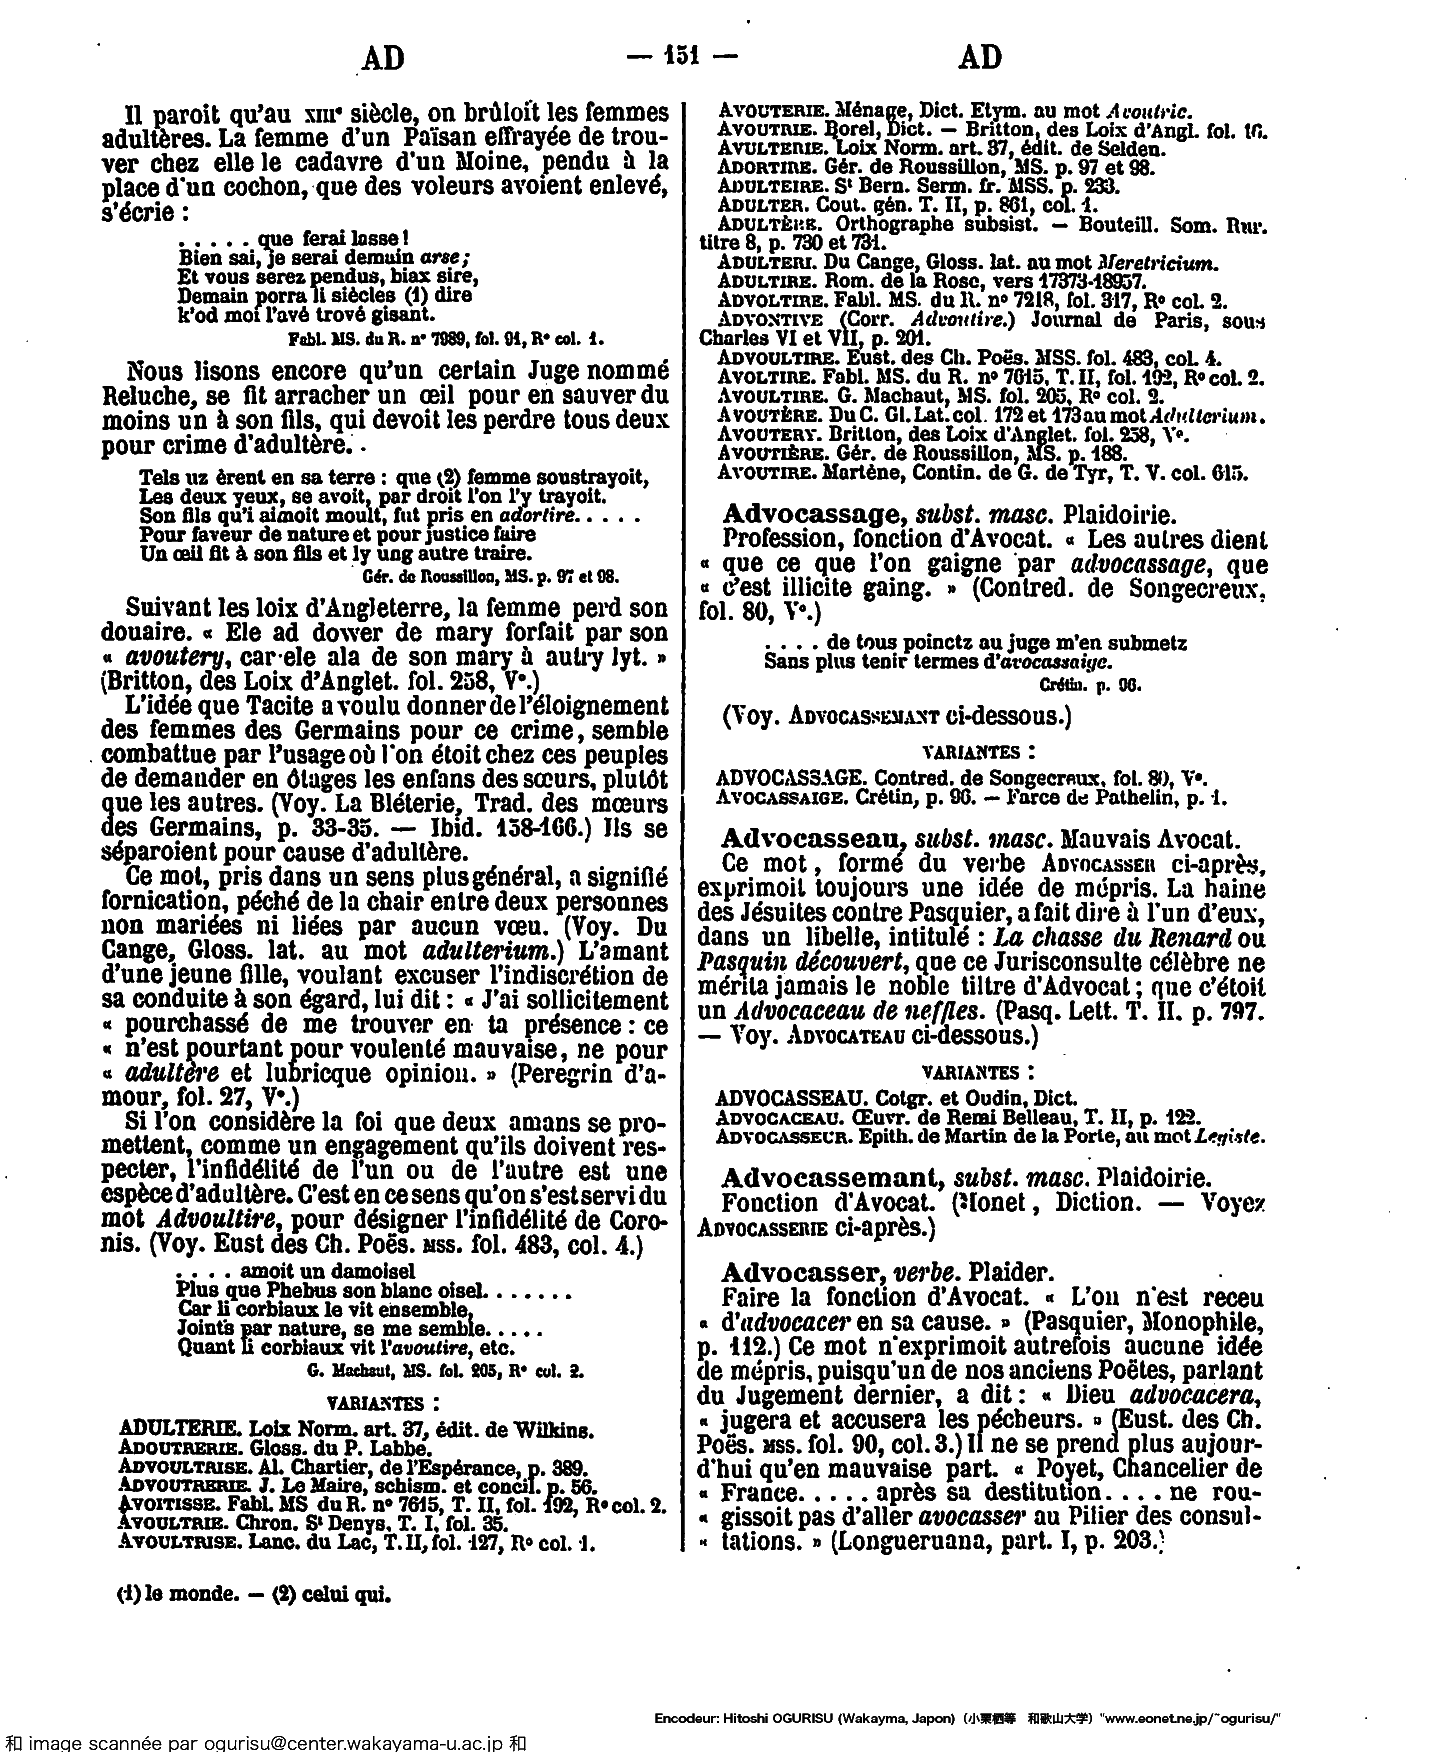 AD — 151 — AD
Il paroit qu'au XIIIᵉ siècle, on brûloit les femmes
adultères. La femme d'un Païsan effrayée de trou-
ver chez elle le cadavre d'un Moine, pendu à la
place d'un cochon, que des voleurs avoient enlevé,
s'écrie :
. . . . . que ferai lasse !
Bien sai, je serai demain arse ;
Et vous serez pendus, biax sire,
Demain porra li siècles (1) dire
k'od moi l'avé trové gisant.
Fabl. MS. du R. nᵒ 7989, fol. 91, Rᵒ col. 1.
Nous lisons encore qu'un certain Juge nommé
Reluche, se fit arracher un œil pour en sauver du
moins un à son fils, qui devoit les perdre tous deux
pour crime d'adultère.
Tels uz èrent en sa terre : que (2) femme soustrayoit,
Les deux yeux, se avoit, par droit l'on l'y trayoit.
Son fils qu'i aimoit moult, fut pris en adortire. . . . .
Pour faveur de nature et pour justice faire
Un œil fit à son fils et ly ung autre traire.
Gér. de Roussillon, MS. p. 97 et 98.
Suivant les loix d'Angleterre, la femme perd son
douaire. « Ele ad dower de mary forfait par son
« avoutery, car ele ala de son mary à autry lyt. »
(Britton, des Loix d'Anglet. fol. 258, Vᵒ.)
L'idée que Tacite a voulu donner de l'éloignement
des femmes des Germains pour ce crime, semble
combattue par l'usage où l'on étoit chez ces peuples
de demander en ôtages les enfans des sœurs, plutôt
que les autres. (Voy. La Bléterie, Trad. des mœurs
des Germains, p. 33-35. — Ibid. 158-166.) Ils se
séparoient pour cause d'adultère.
Ce mot, pris dans un sens plus général, a signifié
fornication, péché de la chair entre deux personnes
non mariées ni liées par aucun vœu. (Voy. Du
Cange, Gloss. lat. au mot adulterium.) L'amant
d'une jeune fille, voulant excuser l'indiscrétion de
sa conduite à son égard, lui dit : « J'ai sollicitement
« pourchassé de me trouver en ta présence : ce
« n'est pourtant pour voulenté mauvaise, ne pour
« adultère et lubricque opinion. » (Peregrin d'a-
mour, fol. 27, Vᵒ.)
Si l'on considère la foi que deux amans se pro-
mettent, comme un engagement qu'ils doivent res-
pecter, l'infidélité de l'un ou de l'autre est une
espèce d'adultère. C'est en ce sens qu'on s'est servi du
mot Advoultire, pour désigner l'infidélité de Coro-
nis. (Voy. Eust des Ch. Poës. MSS. fol. 483, col. 4.)
. . . . amoit un damoisel
Plus que Phebus son blanc oisel. . . . . . .
Car li corbiaux le vit ensemble,
Joints par nature, se me semble. . . . .
Quant li corbiaux vit l'avoutire, etc.
G. Machaut, MS. fol. 205, Rᵒ col. 2.
VARIANTES :
ADULTERIE. Loix Norm. art. 37, édit. de Wilkins.
ADOUTRERIE. Gloss. du P. Labbe.
ADVOULTRISE. Al. Chartier, de l'Espérance, p. 389.
ADVOUTRERIE. J. Le Maire, schism. et concil. p. 56.
AVOITISSE. Fabl. MS du R. nᵒ 7615, T. II, fol. 192, Rᵒ col. 2.
AVOULTRIE. Chron. Sᵗ Denys, T. I, fol. 35.
AVOULTRISE. Lanc. du Lac, T. II, fol. 127, Rᵒ col. 1.
(1) le monde. — (2) celui qui.
AVOUTERIE. Ménage, Dict. Etym. au mot Avoutrie.
AVOUTRIE. Borel, Dict. — Britton, des Loix d'Angl. fol. 16.
AVULTERIE. Loix Norm. art. 37, édit. de Selden.
ADORTIRE. Gér. de Roussillon, MS. p. 97 et 98.
ADULTEIRE. Sᵗ Bern. Serm. fr. MSS. p. 233.
ADULTER. Cout. gén. T. II, p. 861, col. 1.
ADULTÈRE. Orthographe subsist. — Bouteill. Som. Rur.
titre 8, p. 730 et 731.
ADULTERI. Du Cange, Gloss. lat. au mot Meretricium.
ADULTIRE. Rom. de la Rose, vers 17373-18957.
ADVOLTIRE. Fabl. MS. du R. nᵒ 7218, fol. 317, Rᵒ col. 2.
ADVONTIVE (Corr. Advoutire.) Journal de Paris, sous
Charles VI et VII, p. 201.
ADVOULTIRE. Eust. des Ch. Poës. MSS. fol. 483, col. 4.
AVOLTIRE. Fabl. MS. du R. nᵒ 7615, T. II, fol. 192, Rᵒ col. 2.
AVOULTIRE. G. Machaut, MS. fol. 205, Rᵒ col. 2.
AVOUTÈRE. Du C. Gl. Lat. col. 172 et 173 au mot Adulterium.
AVOUTERY. Britton, des Loix d'Anglet. fol. 258, Vᵒ.
AVOUTIÈRE. Gér. de Roussillon, MS. p. 188.
AVOUTIRE. Martène, Contin. de G. de Tyr, T. V. col. 615.
Advocassage, subst. masc. Plaidoirie.
Profession, fonction d'Avocat. « Les autres dient
« que ce que l'on gaigne par advocassage, que
« c'est illicite gaing. » (Contred. de Songecreux,
fol. 80, Vᵒ.)
. . . . de tous poinctz au juge m'en submetz
Sans plus tenir termes d'avocassaige.
Crétin. p. 96.
(Voy. ADVOCASSEMANT ci-dessous.)
VARIANTES :
ADVOCASSAGE. Contred. de Songecreux, fol. 80, Vᵒ.
AVOCASSAIGE. Crétin, p. 96. — Farce de Pathelin, p. 1.
Advocasseau, subst. masc. Mauvais Avocat.
Ce mot, formé du verbe ADVOCASSER ci-après,
exprimoit toujours une idée de mépris. La haine
des Jésuites contre Pasquier, a fait dire à l'un d'eux,
dans un libelle, intitulé : La chasse du Renard ou
Pasquin découvert, que ce Jurisconsulte célèbre ne
mérita jamais le noble tiltre d'Avocat ; que c'étoit
un Advocaceau de neffles. (Pasq. Lett. T. II. p. 797.
— Voy. ADVOCATEAU ci-dessous.)
VARIANTES :
ADVOCASSEAU. Cotgr. et Oudin, Dict.
ADVOCACEAU. Œuvr. de Remi Belleau, T. II, p. 122.
ADVOCASSEUR. Epith. de Martin de la Porte, au mot Legiste.
Advocassemant, subst. masc. Plaidoirie.
Fonction d'Avocat. (Monet, Diction. — Voyez
ADVOCASSERIE ci-après.)
Advocasser, verbe. Plaider.
Faire la fonction d'Avocat. « L'on n'est receu
« d'advocacer en sa cause. » (Pasquier, Monophile,
p. 112.) Ce mot n'exprimoit autrefois aucune idée
de mépris, puisqu'un de nos anciens Poëtes, parlant
du Jugement dernier, a dit : « Dieu advocacera,
« jugera et accusera les pécheurs. » (Eust. des Ch.
Poës. MSS. fol. 90, col. 3.) Il ne se prend plus aujour-
d'hui qu'en mauvaise part. « Poyet, Chancelier de
« France. . . . . après sa destitution. . . . ne rou-
« gissoit pas d'aller avocasser au Pilier des consul-
« tations. » (Longueruana, part. I, p. 203.)
Encodeur: Hitoshi OGURISU (Wakayma, Japon) (小栗栖等 和歌山大学) "www.eonet.ne.jp/~ogurisu/"
和 image scannée par ogurisu@center.wakayama-u.ac.jp 和